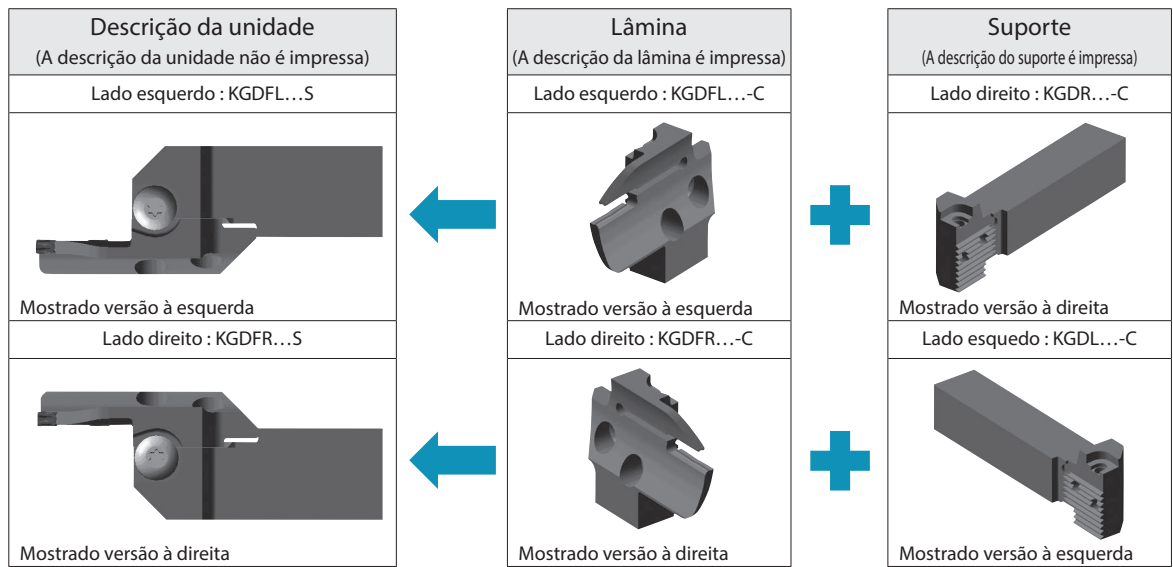 Descrição da unidade
(A descrição da unidade não é impressa)
Lâmina
(A descrição da lâmina é impressa)
Suporte
(A descrição do suporte é impressa)
Lado esquerdo : KGDFL…S
Lado esquerdo : KGDFL…-C
Lado direito : KGDR…-C
Mostrado versão à esquerda
Mostrado versão à esquerda
Mostrado versão à direita
Lado direito : KGDFR…S
Lado direito : KGDFR…-C
Lado esquedo : KGDL…-C
Mostrado versão à direita
Mostrado versão à direita
Mostrado versão à esquerda